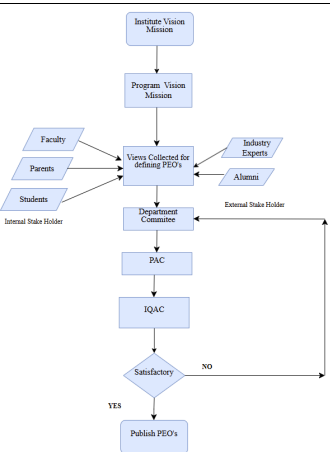 Institute Vision
Mission
Program Vision
Mission
Faculty
Parents
Students
Internal Stake Holder
Views Collected for
defining PEO's
Industry
Experts
Alumni
External Stake Holder
Department
Commitee
PAC
IQAC
Satisfactory
NO
YES
Publish PEO's